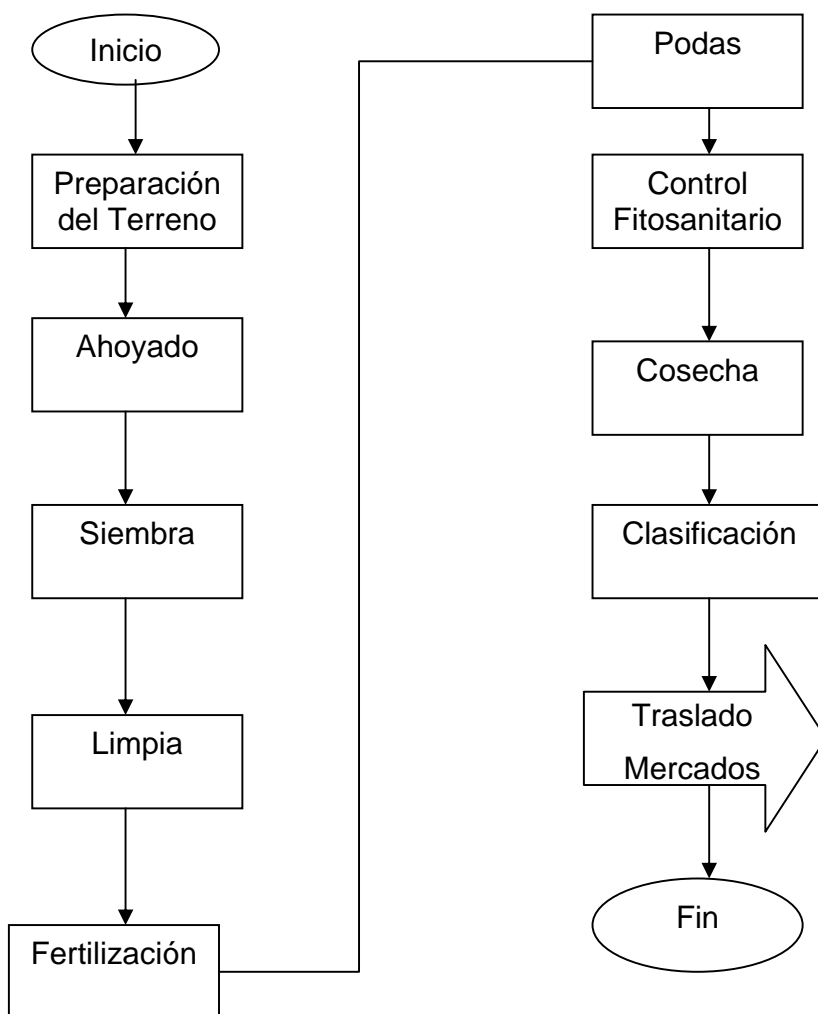 Inicio
Preparación
del Terreno
Ahoyado
Siembra
Limpia
Fertilización
Podas
Control
Fitosanitario
Cosecha
Clasificación
Traslado
Mercados
Fin